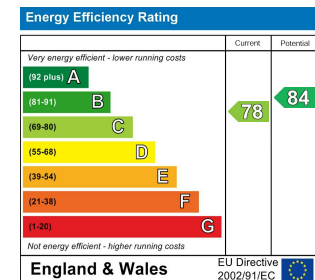 Energy Efficiency Rating
Current Potential
Very energy efficient - lower running costs
(92 plus) A
(81-91) B
84
78
(69-80) C
(55-68) D
(39-54) E
(21-38) F
(1-20) G
Not energy efficient - higher running costs
England & Wales
EU Directive
2002/91/EC